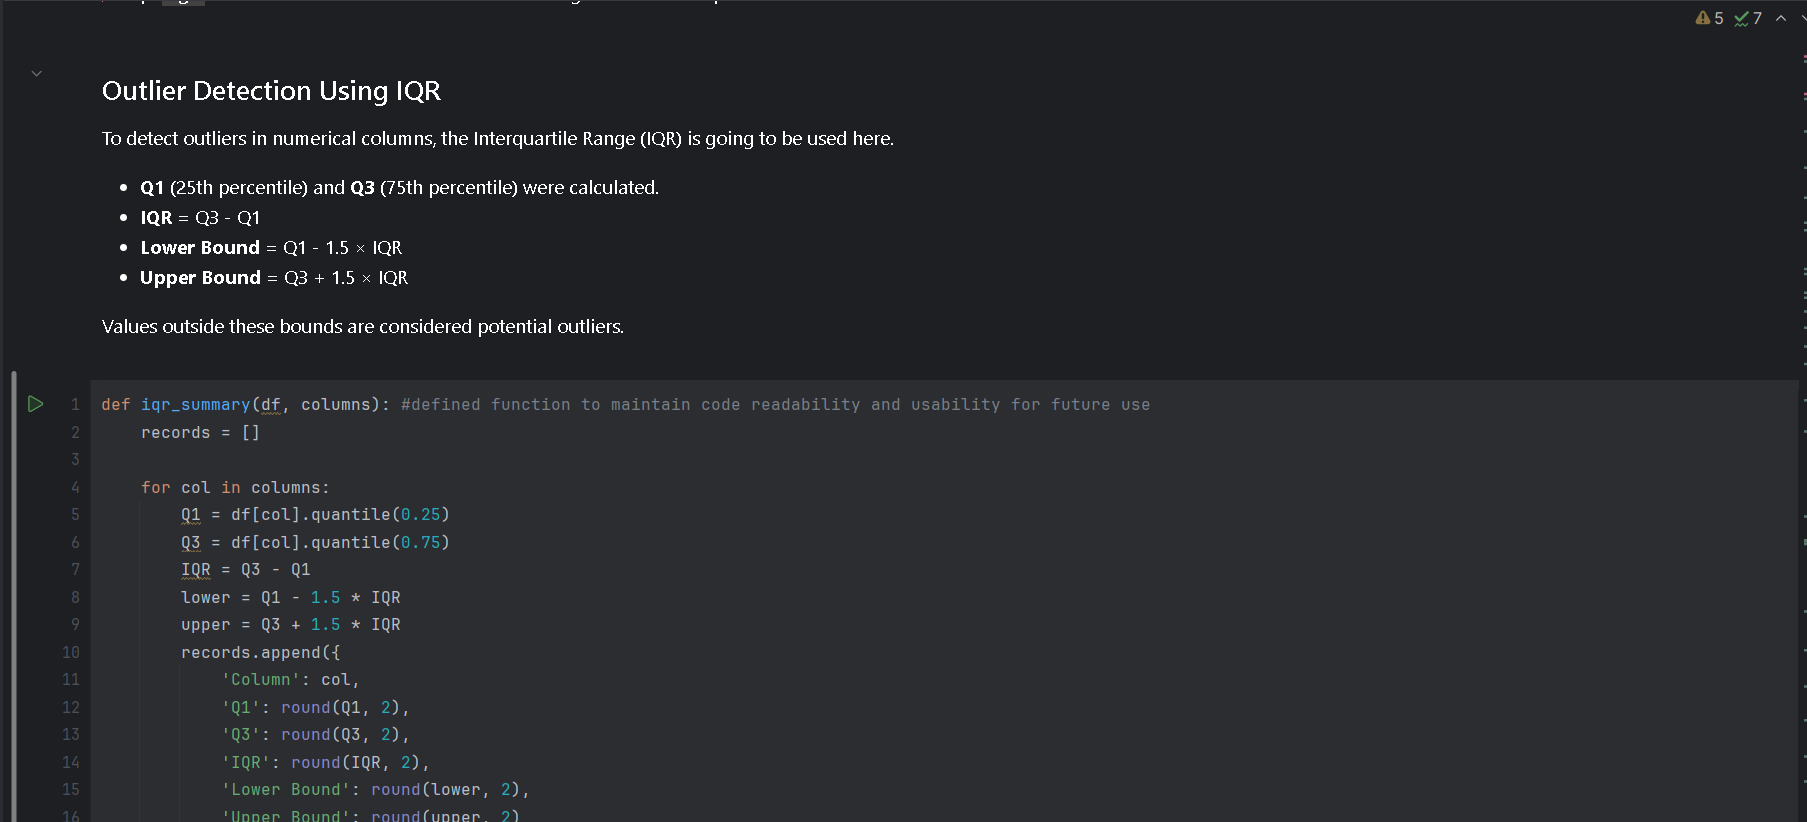 5 7
Outlier Detection Using IQR
To detect outliers in numerical columns, the Interquartile Range (IQR) is going to be used here.
• Q1 (25th percentile) and Q3 (75th percentile) were calculated.
• IQR = Q3 - Q1
• Lower Bound = Q1 - 1.5 × IQR
• Upper Bound = Q3 + 1.5 × IQR
Values outside these bounds are considered potential outliers.
1 def iqr_summary(df, columns): #defined function to maintain code readability and usability for future use
2     records = []
3
4     for col in columns:
5         Q1 = df[col].quantile(0.25)
6         Q3 = df[col].quantile(0.75)
7         IQR = Q3 - Q1
8         lower = Q1 - 1.5 * IQR
9         upper = Q3 + 1.5 * IQR
10         records.append({
11             'Column': col,
12             'Q1': round(Q1, 2),
13             'Q3': round(Q3, 2),
14             'IQR': round(IQR, 2),
15             'Lower Bound': round(lower, 2),
16             'Upper Bound': round(upper, 2)